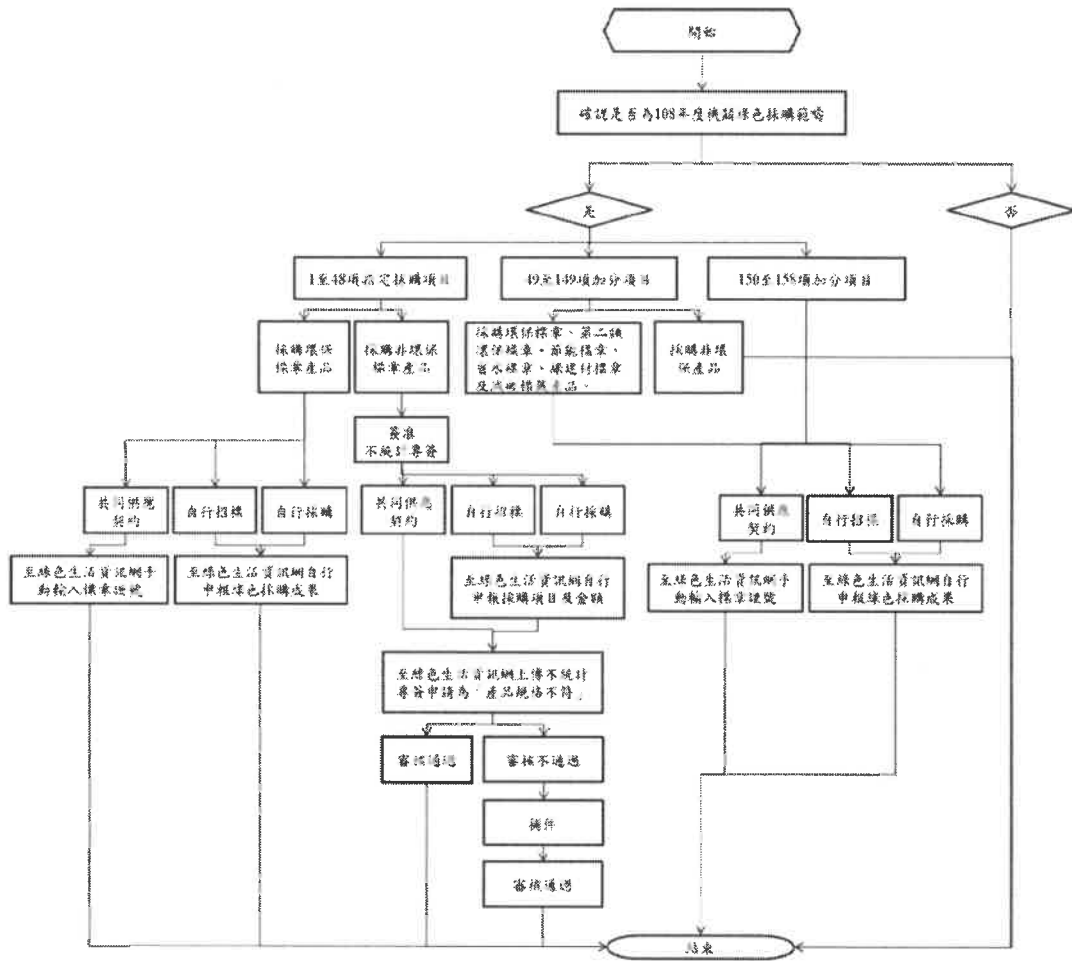 開始
確認是否為108年度機關綠色採購範疇
是
否
1至48項指定採購項目
49至149項加分項目
150至158項加分項目
採購環保
標章產品
採購非環保
標章產品
採購環保標章、第二類
環保標章、節能標章、
省水標章、綠建材標章
及減碳標籤產品。
採購非環
保產品
簽准
不統計專簽
共同供應
契約
自行招標
自行採購
共同供應
契約
自行招標
自行採購
共同供應
契約
自行招標
自行採購
至綠色生活資訊網手
動輸入標章證號
至綠色生活資訊網自行
申報綠色採購成果
至綠色生活資訊網自行
申報採購項目及金額
至綠色生活資訊網手
動輸入標章證號
至綠色生活資訊網自行
申報綠色採購成果
至綠色生活資訊網上傳不統計
專簽申請為「產品規格不符」
審核通過
審核不通過
補件
審核通過
結束